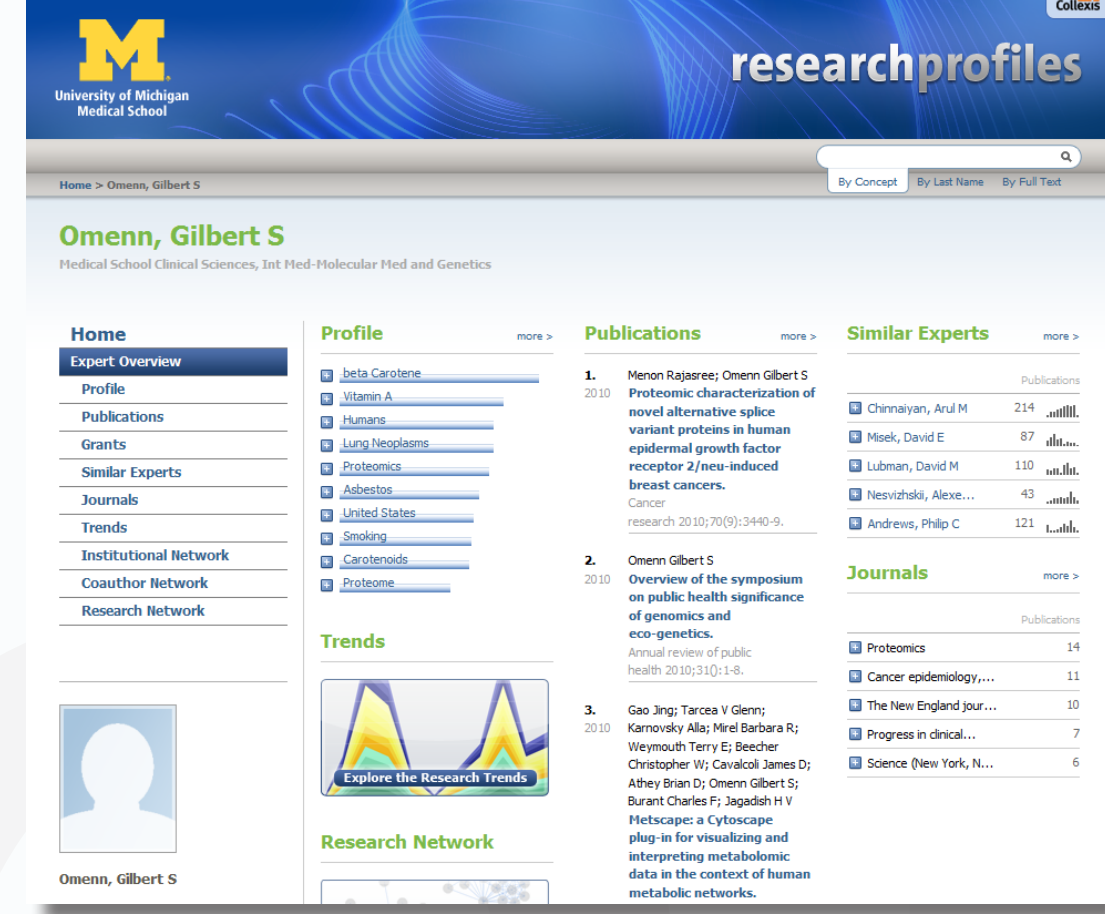 Collexis
M
University of Michigan
Medical School
researchprofiles
Home > Omenn, Gilbert S
By Concept
By Last Name
By Full Text
Omenn, Gilbert S
Medical School Clinical Sciences, Int Med-Molecular Med and Genetics
Home
Expert Overview
Profile
Publications
Grants
Similar Experts
Journals
Trends
Institutional Network
Coauthor Network
Research Network
Omenn, Gilbert S
Profile
more >
beta Carotene
Vitamin A
Humans
Lung Neoplasms
Proteomics
Asbestos
United States
Smoking
Carotenoids
Proteome
Trends
Explore the Research Trends
Research Network
Publications
more >
1. Menon Rajasree; Omenn Gilbert S
2010 Proteomic characterization of
novel alternative splice
variant proteins in human
epidermal growth factor
receptor 2/neu-induced
breast cancers.
Cancer
research 2010;70(9):3440-9.
2. Omenn Gilbert S
2010 Overview of the symposium
on public health significance
of genomics and
eco-genetics.
Annual review of public
health 2010;31():1-8.
3. Gao Jing; Tarcea V Glenn;
2010 Karnovsky Alla; Mirel Barbara R;
Weymouth Terry E; Beecher
Christopher W; Cavalcoli James D;
Athey Brian D; Omenn Gilbert S;
Burant Charles F; Jagadish H V
Metscape: a Cytoscape
plug-in for visualizing and
interpreting metabolomic
data in the context of human
metabolic networks.
Similar Experts
more >
Publications
Chinnaiyan, Arul M 214
Misek, David E 87
Lubman, David M 110
Nesvizhskii, Alexe... 43
Andrews, Philip C 121
Journals
more >
Publications
Proteomics 14
Cancer epidemiology,... 11
The New England jour... 10
Progress in clinical... 7
Science (New York, N... 6